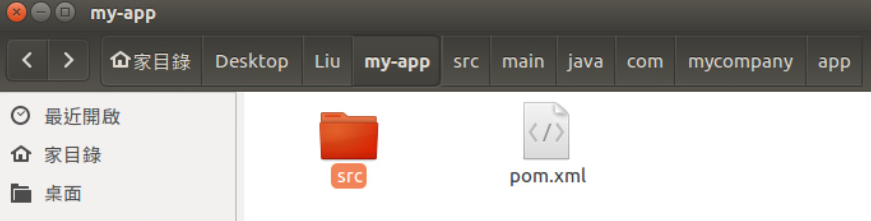 my-app
家目錄 Desktop Liu my-app src main java com mycompany app
最近開啟
家目錄
桌面
src
pom.xml